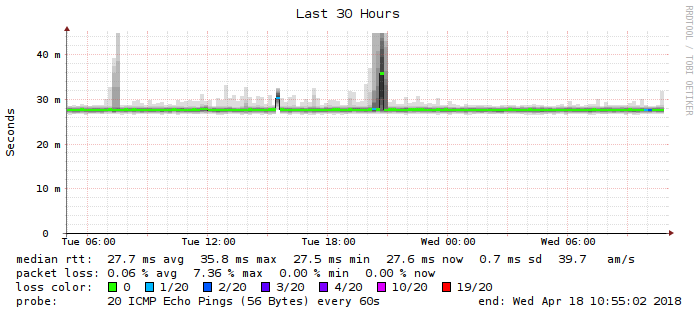 Last 30 Hours
RRDTOOL / TOBI OETIKER
Seconds
40 m
30 m
20 m
10 m
0
Tue 06:00 Tue 12:00 Tue 18:00 Wed 00:00 Wed 06:00
median rtt: 27.7 ms avg 35.8 ms max 27.5 ms min 27.6 ms now 0.7 ms sd 39.7 am/s
packet loss: 0.06 % avg 7.36 % max 0.00 % min 0.00 % now
loss color: 0 1/20 2/20 3/20 4/20 10/20 19/20
probe: 20 ICMP Echo Pings (56 Bytes) every 60s end: Wed Apr 18 10:55:02 2018